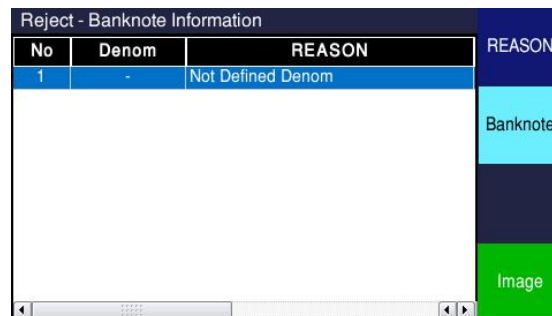 Reject - Banknote Information
No Denom REASON
1 - Not Defined Denom
REASON
Banknote
Image